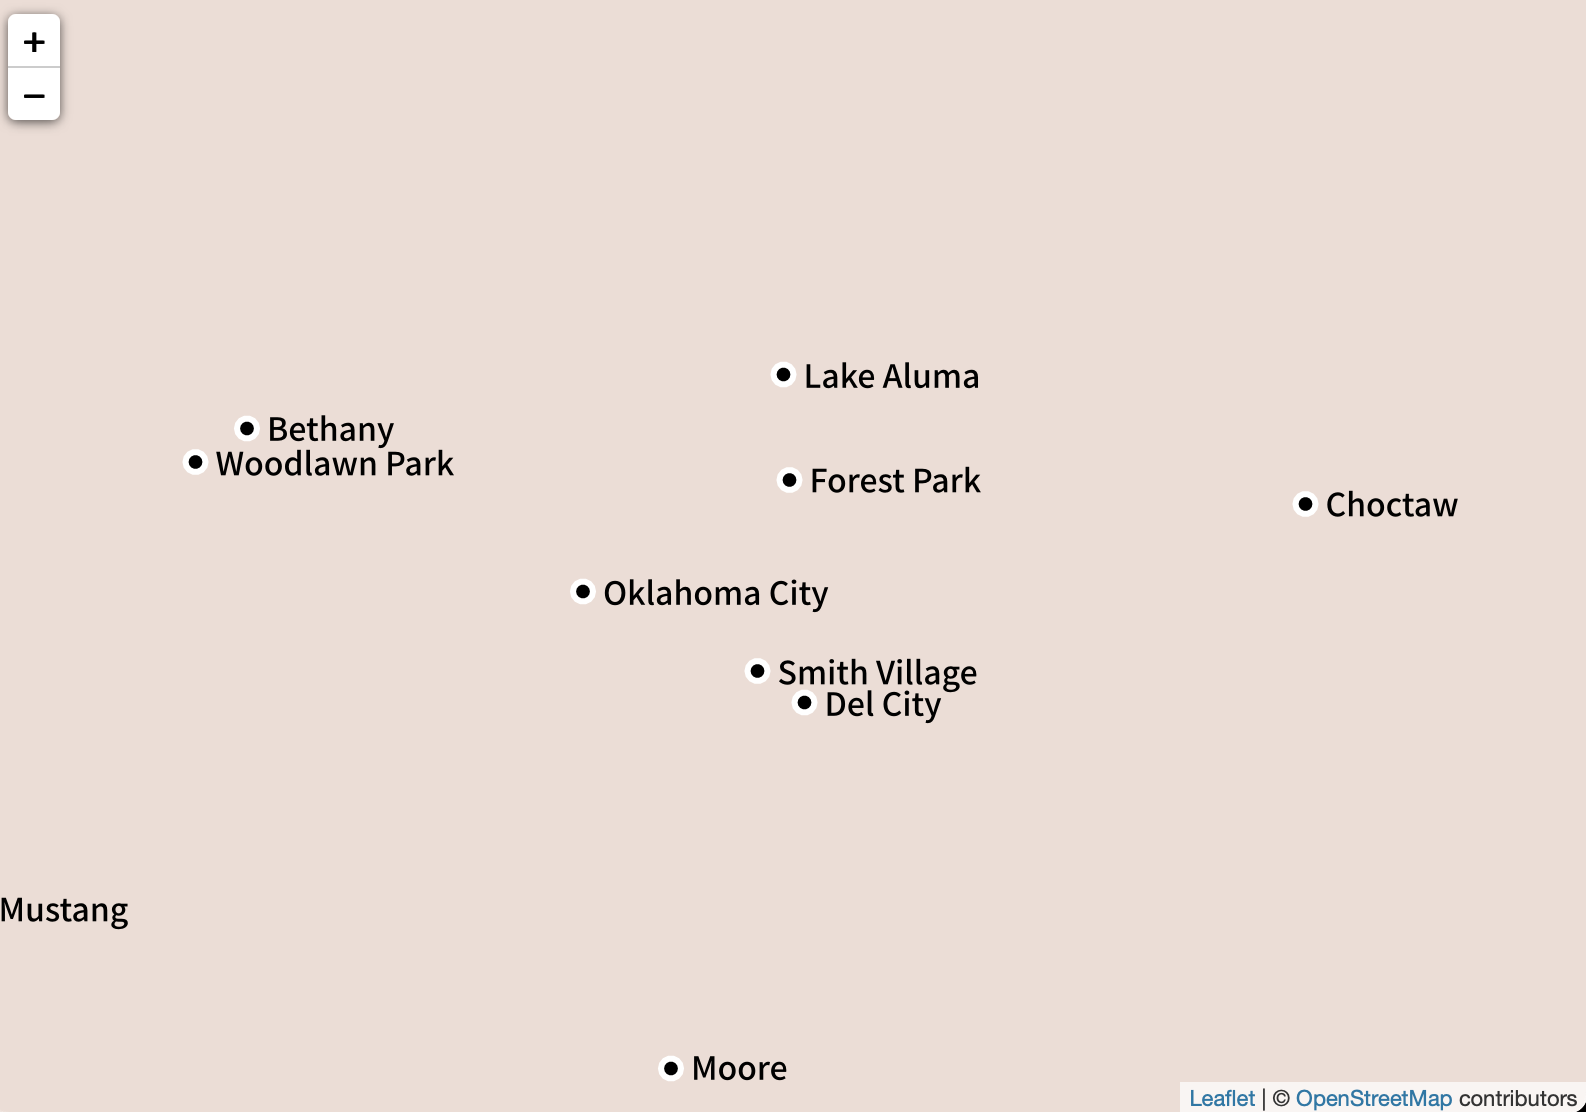 +
−
Lake Aluma
Bethany
Woodlawn Park
Forest Park
Choctaw
Oklahoma City
Smith Village
Del City
Mustang
Moore
Leaflet | © OpenStreetMap contributors